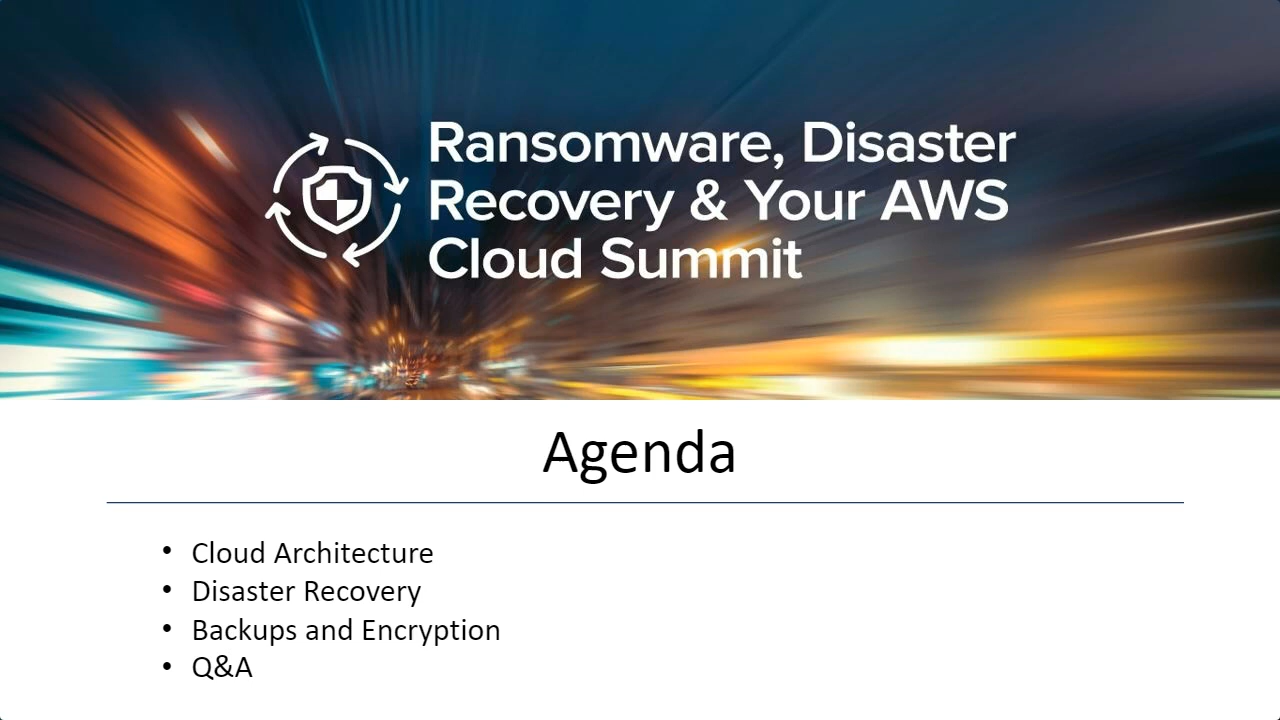 Ransomware, Disaster
Recovery & Your AWS
Cloud Summit
Agenda
• Cloud Architecture
• Disaster Recovery
• Backups and Encryption
• Q&A